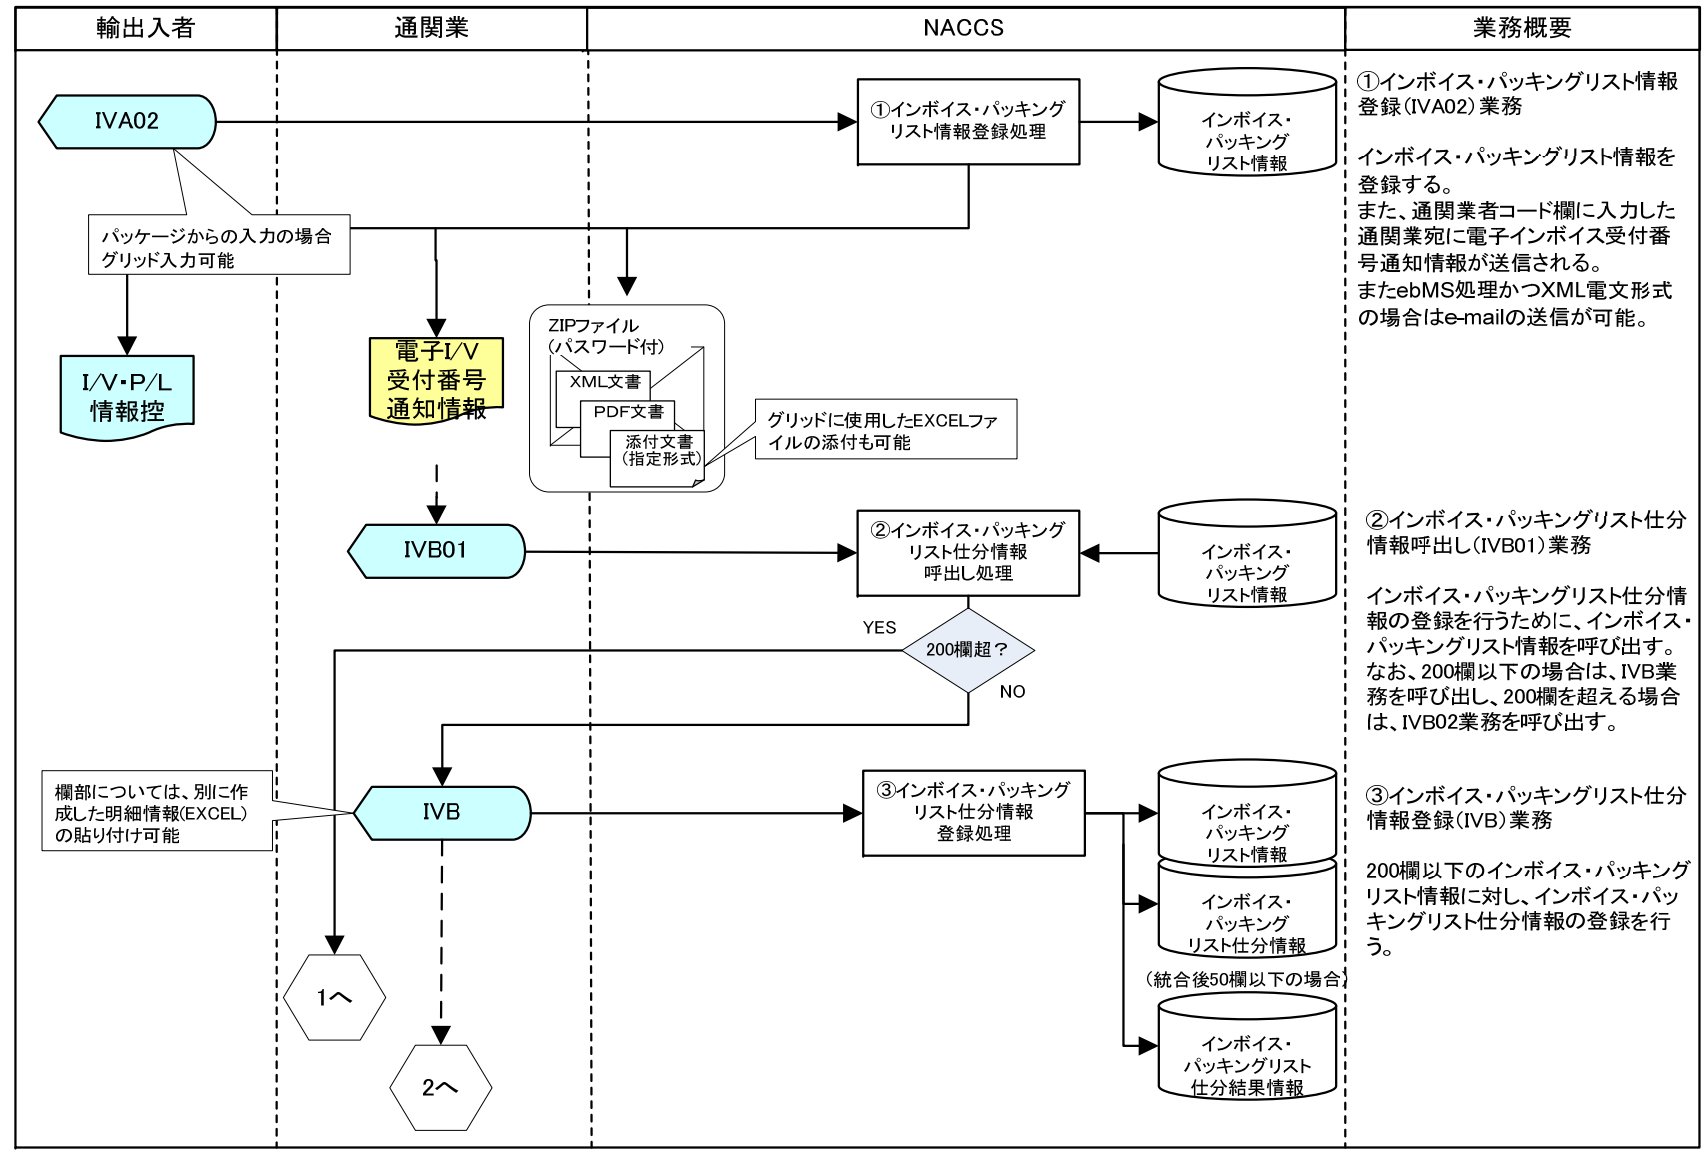 輸出入者
通関業
NACCS
業務概要
IVA02
①インボイス・パッキング
リスト情報登録処理
インボイス・
パッキング
リスト情報
①インボイス・パッキングリスト情報
登録(IVA02)業務
インボイス・パッキングリスト情報を
登録する。
また、通関業者コード欄に入力した
通関業宛に電子インボイス受付番
号通知情報が送信される。
またebMS処理かつXML電文形式
の場合はe-mailの送信が可能。
パッケージからの入力の場合
グリッド入力可能
I/V・P/L
情報控
電子I/V
受付番号
通知情報
ZIPファイル
(パスワード付)
XML文書
PDF文書
添付文書
(指定形式)
グリッドに使用したEXCELファ
イルの添付も可能
IVB01
②インボイス・パッキング
リスト仕分情報
呼出し処理
インボイス・
パッキング
リスト情報
②インボイス・パッキングリスト仕分
情報呼出し(IVB01)業務
インボイス・パッキングリスト仕分情
報の登録を行うために、インボイス・
パッキングリスト情報を呼び出す。
なお、200欄以下の場合は、IVB業
務を呼び出し、200欄を超える場合
は、IVB02業務を呼び出す。
YES
200欄超？
NO
欄部については、別に作
成した明細情報(EXCEL)
の貼り付け可能
IVB
③インボイス・パッキング
リスト仕分情報
登録処理
インボイス・
パッキング
リスト情報
インボイス・
パッキング
リスト仕分情報
(統合後50欄以下の場合)
インボイス・
パッキングリスト
仕分結果情報
③インボイス・パッキングリスト仕分
情報登録(IVB)業務
200欄以下のインボイス・パッキング
リスト情報に対し、インボイス・パッ
キングリスト仕分情報の登録を行
う。
1へ
2へ